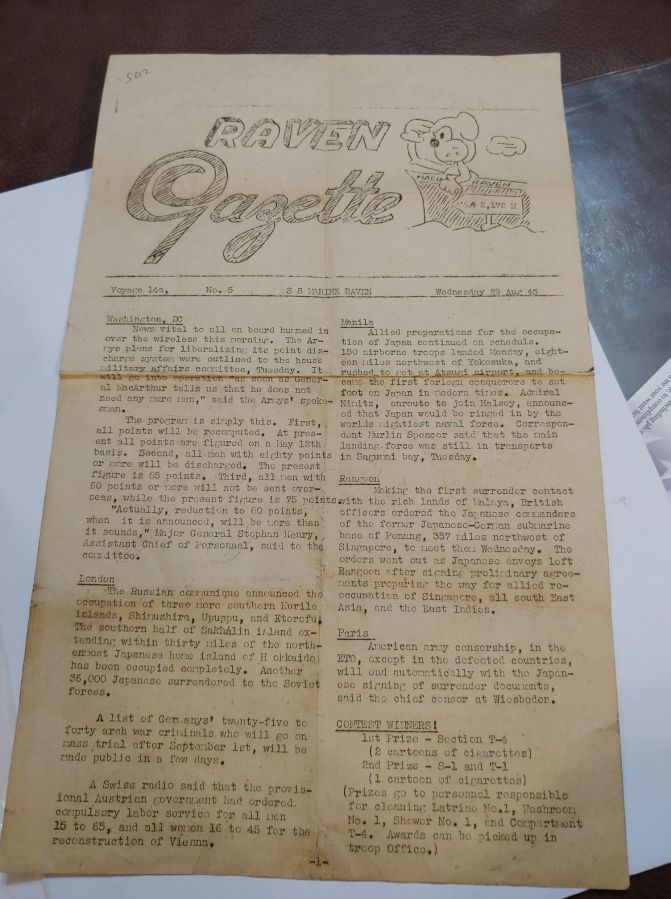 SD2
RAVEN
Gazette
MARINE RAVEN
USA 2,172 M
Voyage 14a, No. 5 S S MARINE RAVEN Wednesday 29 Aug 45
Washington, DC
News vital to all on board hummed in
over the wireless this morning. The Ar-
mys plans for liberalizing its point dis-
charge system were outlined to the house
military affairs committee, Tuesday. It
will go into operation "as soon as Gener-
al MacArthur tells us that he does not
need any more men," said the Armys' spoke-
sman.
The program is simply this. First,
all points will be recomputed. At pres-
ent all points are figured on a May 12th
basis. Second, all men with eighty points
or more will be discharged. The present
figure is 85 points. Third, all men with
60 points or more will not be sent over-
seas, while the present figure is 75 points.
"Actually, reduction to 80 points,
when it is announced, will be more than
it sounds," Major General Stephen Henry,
Assistant Chief of Personnel, said to the
committee.
London
The Russian communique announced the
occupation of three more southern Kurile
islands, Shimushira, Upuppu, and Etorofu.
The southern half of Sakhalin island ex-
tending within thirty miles of the north-
ernmost Japanese home island of H okkaido
has been occupied completely. Another
36,000 Japanese surrendered to the Soviet
forces.
A list of Germanys' twenty-five to
forty arch war criminals who will go on
mass trial after September 1st, will be
made public in a few days.
A Swiss radio said that the provis-
ional Austrian government had ordered
compulsory labor service for all men
15 to 65, and all women 16 to 45 for the
reconstruction of Vienna.
Manila
Allied preparations for the occupa-
tion of Japan continued on schedule.
150 airborne troops landed Monday, eight-
een miles northwest of Yokosuka, and
rushed to get at Atsugi airport, and be-
came the first foreign conquerors to set
foot on Japan in modern times. Admiral
Nimitz, enroute to join Halsey, announc-
ed that Japan would be ringed in by the
worlds mightiest naval force. Correspon-
dent Murlin Spencer said that the main
landing force was still in transports
in Sagumai bay, Tuesday.
Rangoon
Making the first surrender contact
with the rich lands of Malaya, British
officers ordered the Japanese commanders
of the former Japanese-German submarine
base of Penang, 357 miles northwest of
Singapore, to meet them Wednesday. The
orders went out as Japanese envoys left
Rangoon after signing preliminary agree-
ments preparing the way for allied re-
occupation of Singapore, all south East
Asia, and the East Indies.
Paris
American army censorship, in the
ETO, except in the defeated countries,
will end automatically with the Japan-
ese signing of surrender documents,
said the chief censor at Wiesbaden.
CONTEST WINNERS!
1st Prize - Section T-4
(2 cartoons of cigarettes)
2nd Prize - S-1 and T-1
(1 cartoon of cigarettes)
(Prizes go to personnel responsible
for cleaning Latrine No.1, Washroom
No. 1, Shower No. 1, and Compartment
T-4. Awards can be picked up in
troop Office.)
-1-